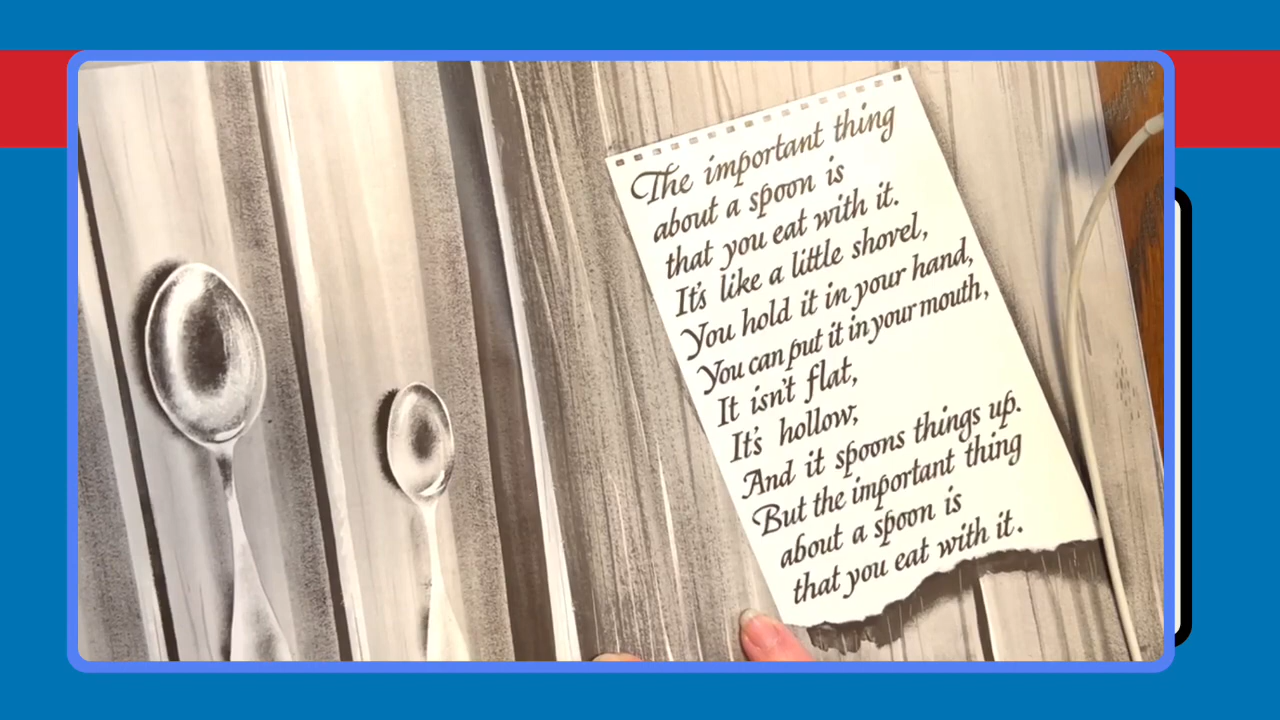 The important thing
about a spoon is
that you eat with it.
It's like a little shovel,
You hold it in your hand,
You can put it in your mouth,
It isn't flat,
It's hollow,
And it spoons things up.
But the important thing
about a spoon is
that you eat with it.